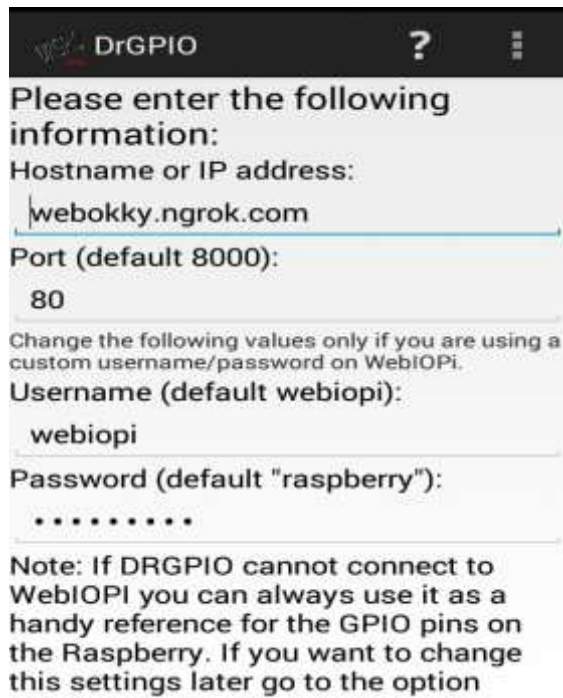 DrGPIO ?
Please enter the following
information:
Hostname or IP address:
webokky.ngrok.com
Port (default 8000):
80
Change the following values only if you are using a
custom username/password on WebIOPi.
Username (default webiopi):
webiopi
Password (default "raspberry"):
•••••••••
Note: If DRGPIO cannot connect to
WebIOPI you can always use it as a
handy reference for the GPIO pins on
the Raspberry. If you want to change
this settings later go to the option